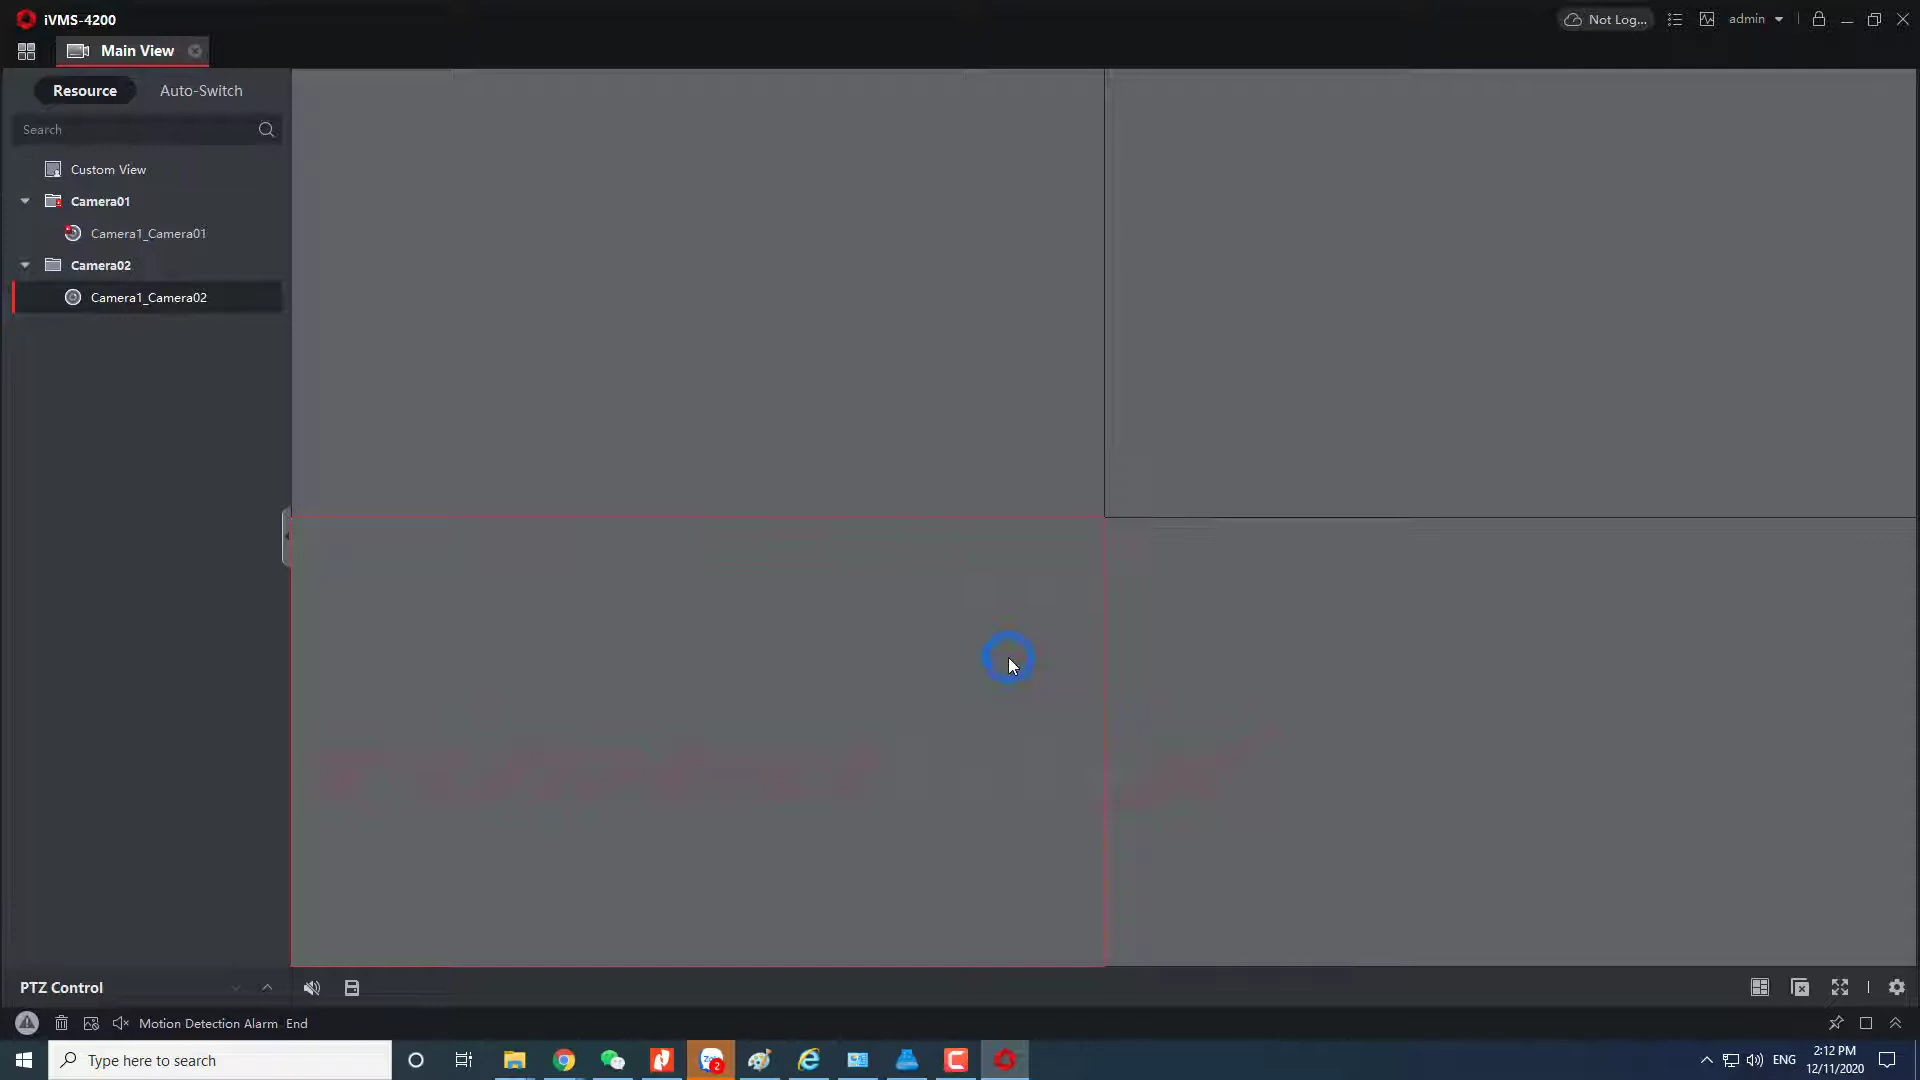 iVMS-4200
Not Log...
admin
Main View
Resource
Auto-Switch
Search
Custom View
Camera01
Camera1_Camera01
Camera02
Camera1_Camera02
PTZ Control
Motion Detection Alarm End
Type here to search
2
ENG
2:12 PM
12/11/2020